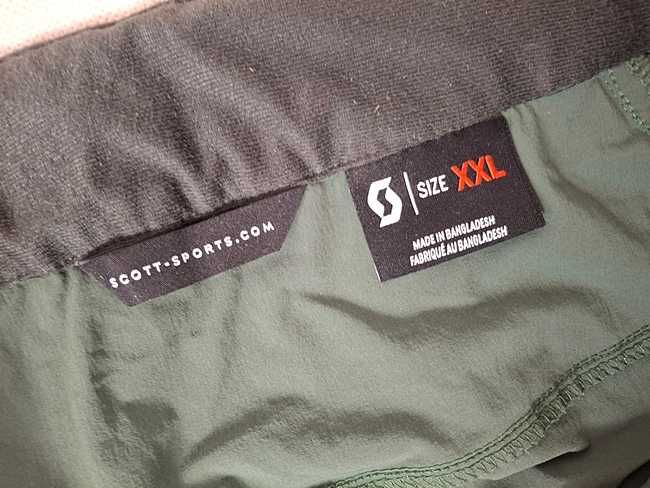 SCOTT-SPORTS.COM
SIZE XXL
MADE IN BANGLADESH
FABRIQUÉ AU BANGLADESH